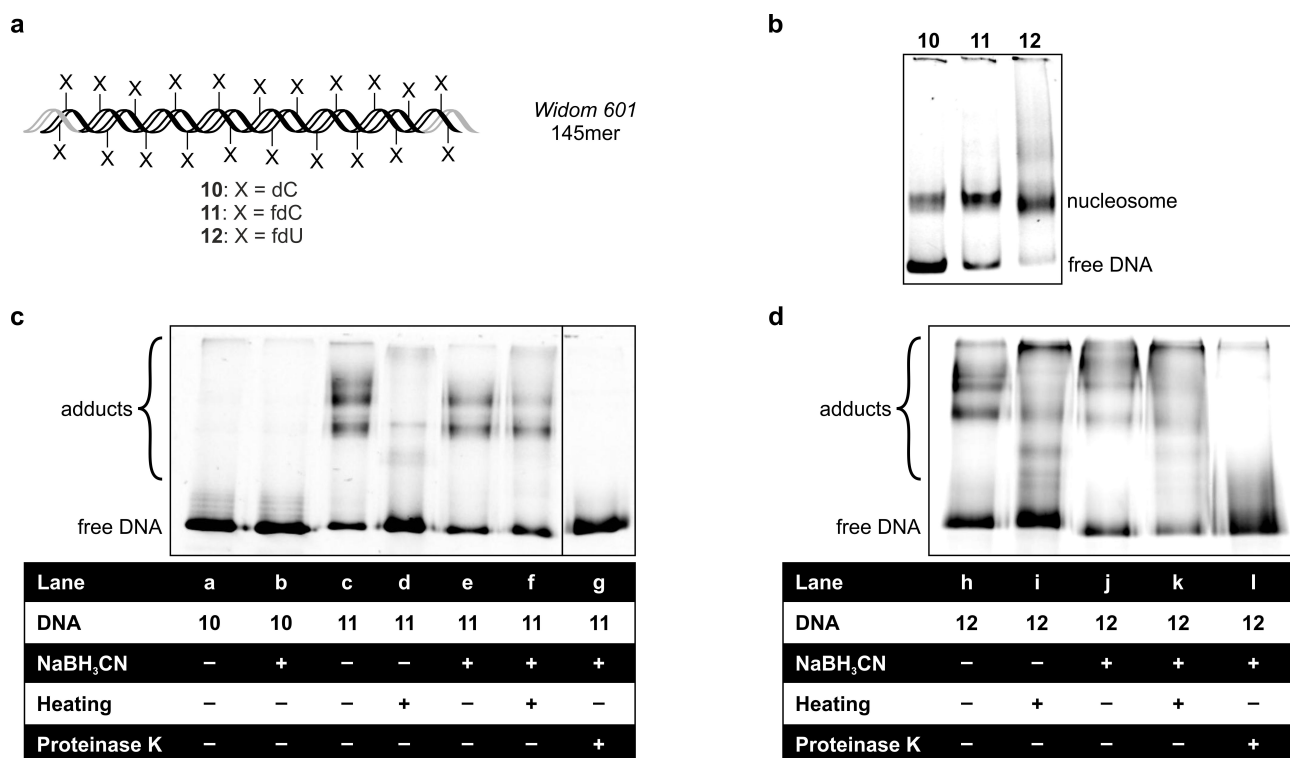 a
X X X X X X X X X X
X X X X X X X X X
Widom 601
145mer
10: X = dC
11: X = fdC
12: X = fdU
b
10 11 12
nucleosome
free DNA
c
adducts
free DNA
Lane a b c d e f g
DNA 10 10 11 11 11 11 11
NaBH₃CN – + – – + + +
Heating – – – + – + –
Proteinase K – – – – – – +
d
adducts
free DNA
Lane h i j k l
DNA 12 12 12 12 12
NaBH₃CN – – + + +
Heating – + – + –
Proteinase K – – – – +